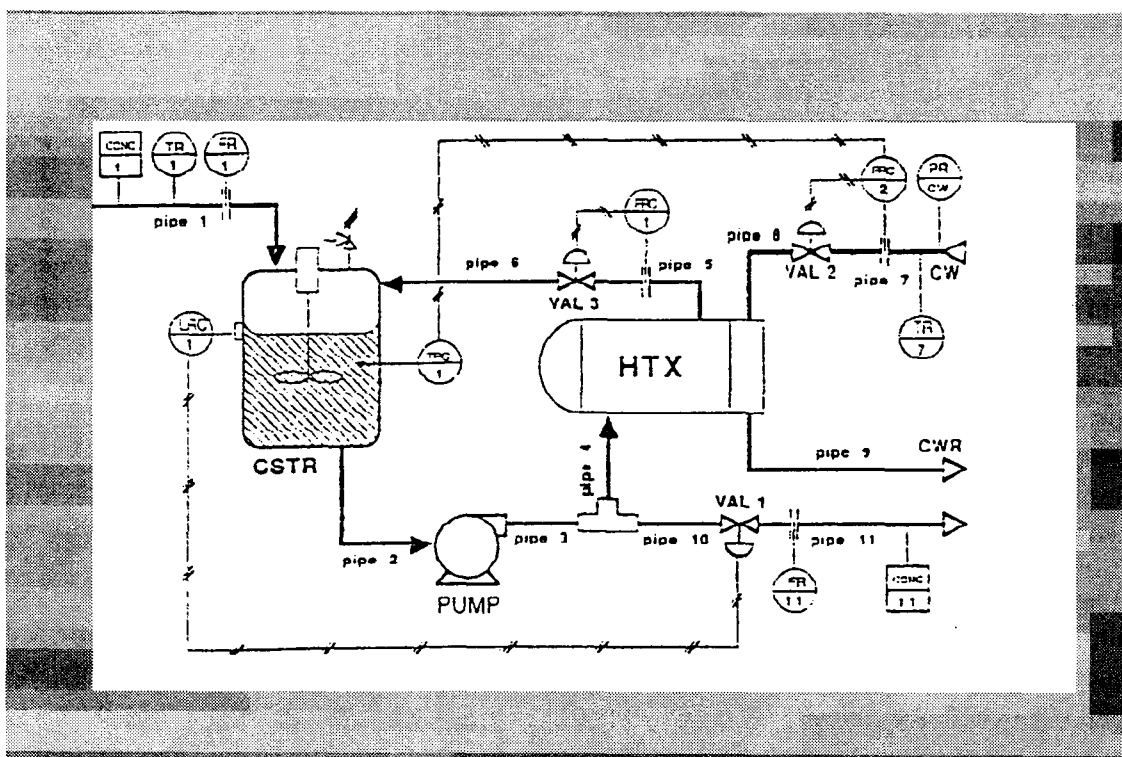 CONC
1
TR
1
FR
1
pipe 1
FRC
2
PR
CW
FRC
1
pipe 8
VAL 2
pipe 7
CW
pipe 6
pipe 5
VAL 3
LRC
1
TRC
1
TR
7
HTX
CSTR
pipe 4
pipe 9
CWR
VAL 1
pipe 2
pipe 3
pipe 10
pipe 11
PUMP
FR
11
CONC
11